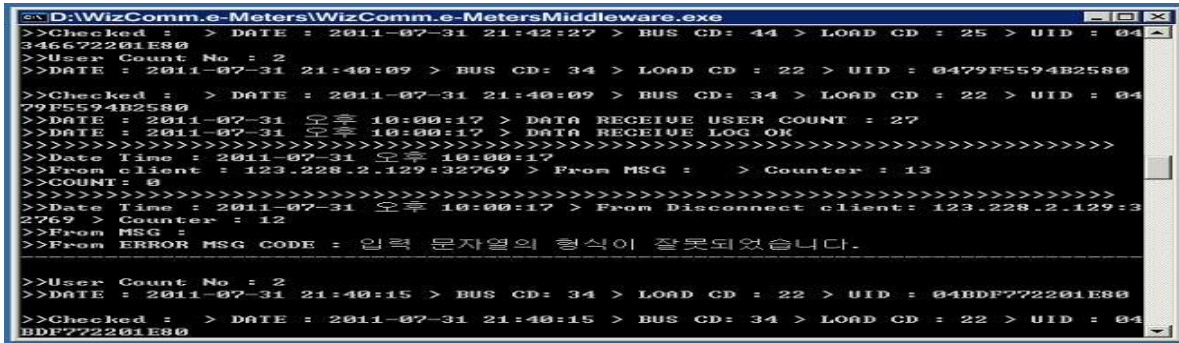 D:\WizComm.e-Meters\WizComm.e-MetersMiddleware.exe
>>Checked :   > DATE : 2011-07-31 21:42:27 > BUS CD: 44 > LOAD CD : 25 > UID : 04
3466722201E80
>>User Count No : 2
>>DATE : 2011-07-31 21:40:09 > BUS CD: 34 > LOAD CD : 22 > UID : 0479F5594B2580
>>Checked :   > DATE : 2011-07-31 21:40:09 > BUS CD: 34 > LOAD CD : 22 > UID : 04
79F5594B2580
>>DATE : 2011-07-31 오후 10:00:17 > DATA RECEIVE USER COUNT : 27
>>DATE : 2011-07-31 오후 10:00:17 > DATA RECEIVE LOG OK
>>>>>>>>>>>>>>>>>>>>>>>>>>>>>>>>>>>>>>>>>>>>>>>>>>>>>>>>>>>>>>>>>>>>>>>>>>>>>
>>Date Time : 2011-07-31 오후 10:00:17
>>From client : 123.228.2.129:32769 > From MSG :    > Counter : 13
>>COUNT: 0
>>>>>>>>>>>>>>>>>>>>>>>>>>>>>>>>>>>>>>>>>>>>>>>>>>>>>>>>>>>>>>>>>>>>>>>>>>>>>
>>Date Time : 2011-07-31 오후 10:00:17 > From Disconnect client: 123.228.2.129:3
2769 > Counter : 12
>>From MSG :
>>From ERROR MSG CODE : 입력 문자열의 형식이 잘못되었습니다.
-------------------------------------------------------------------------------
>>User Count No : 2
>>DATE : 2011-07-31 21:40:15 > BUS CD: 34 > LOAD CD : 22 > UID : 04BDF772201E80
>>Checked :   > DATE : 2011-07-31 21:40:15 > BUS CD: 34 > LOAD CD : 22 > UID : 04
BDF772201E80